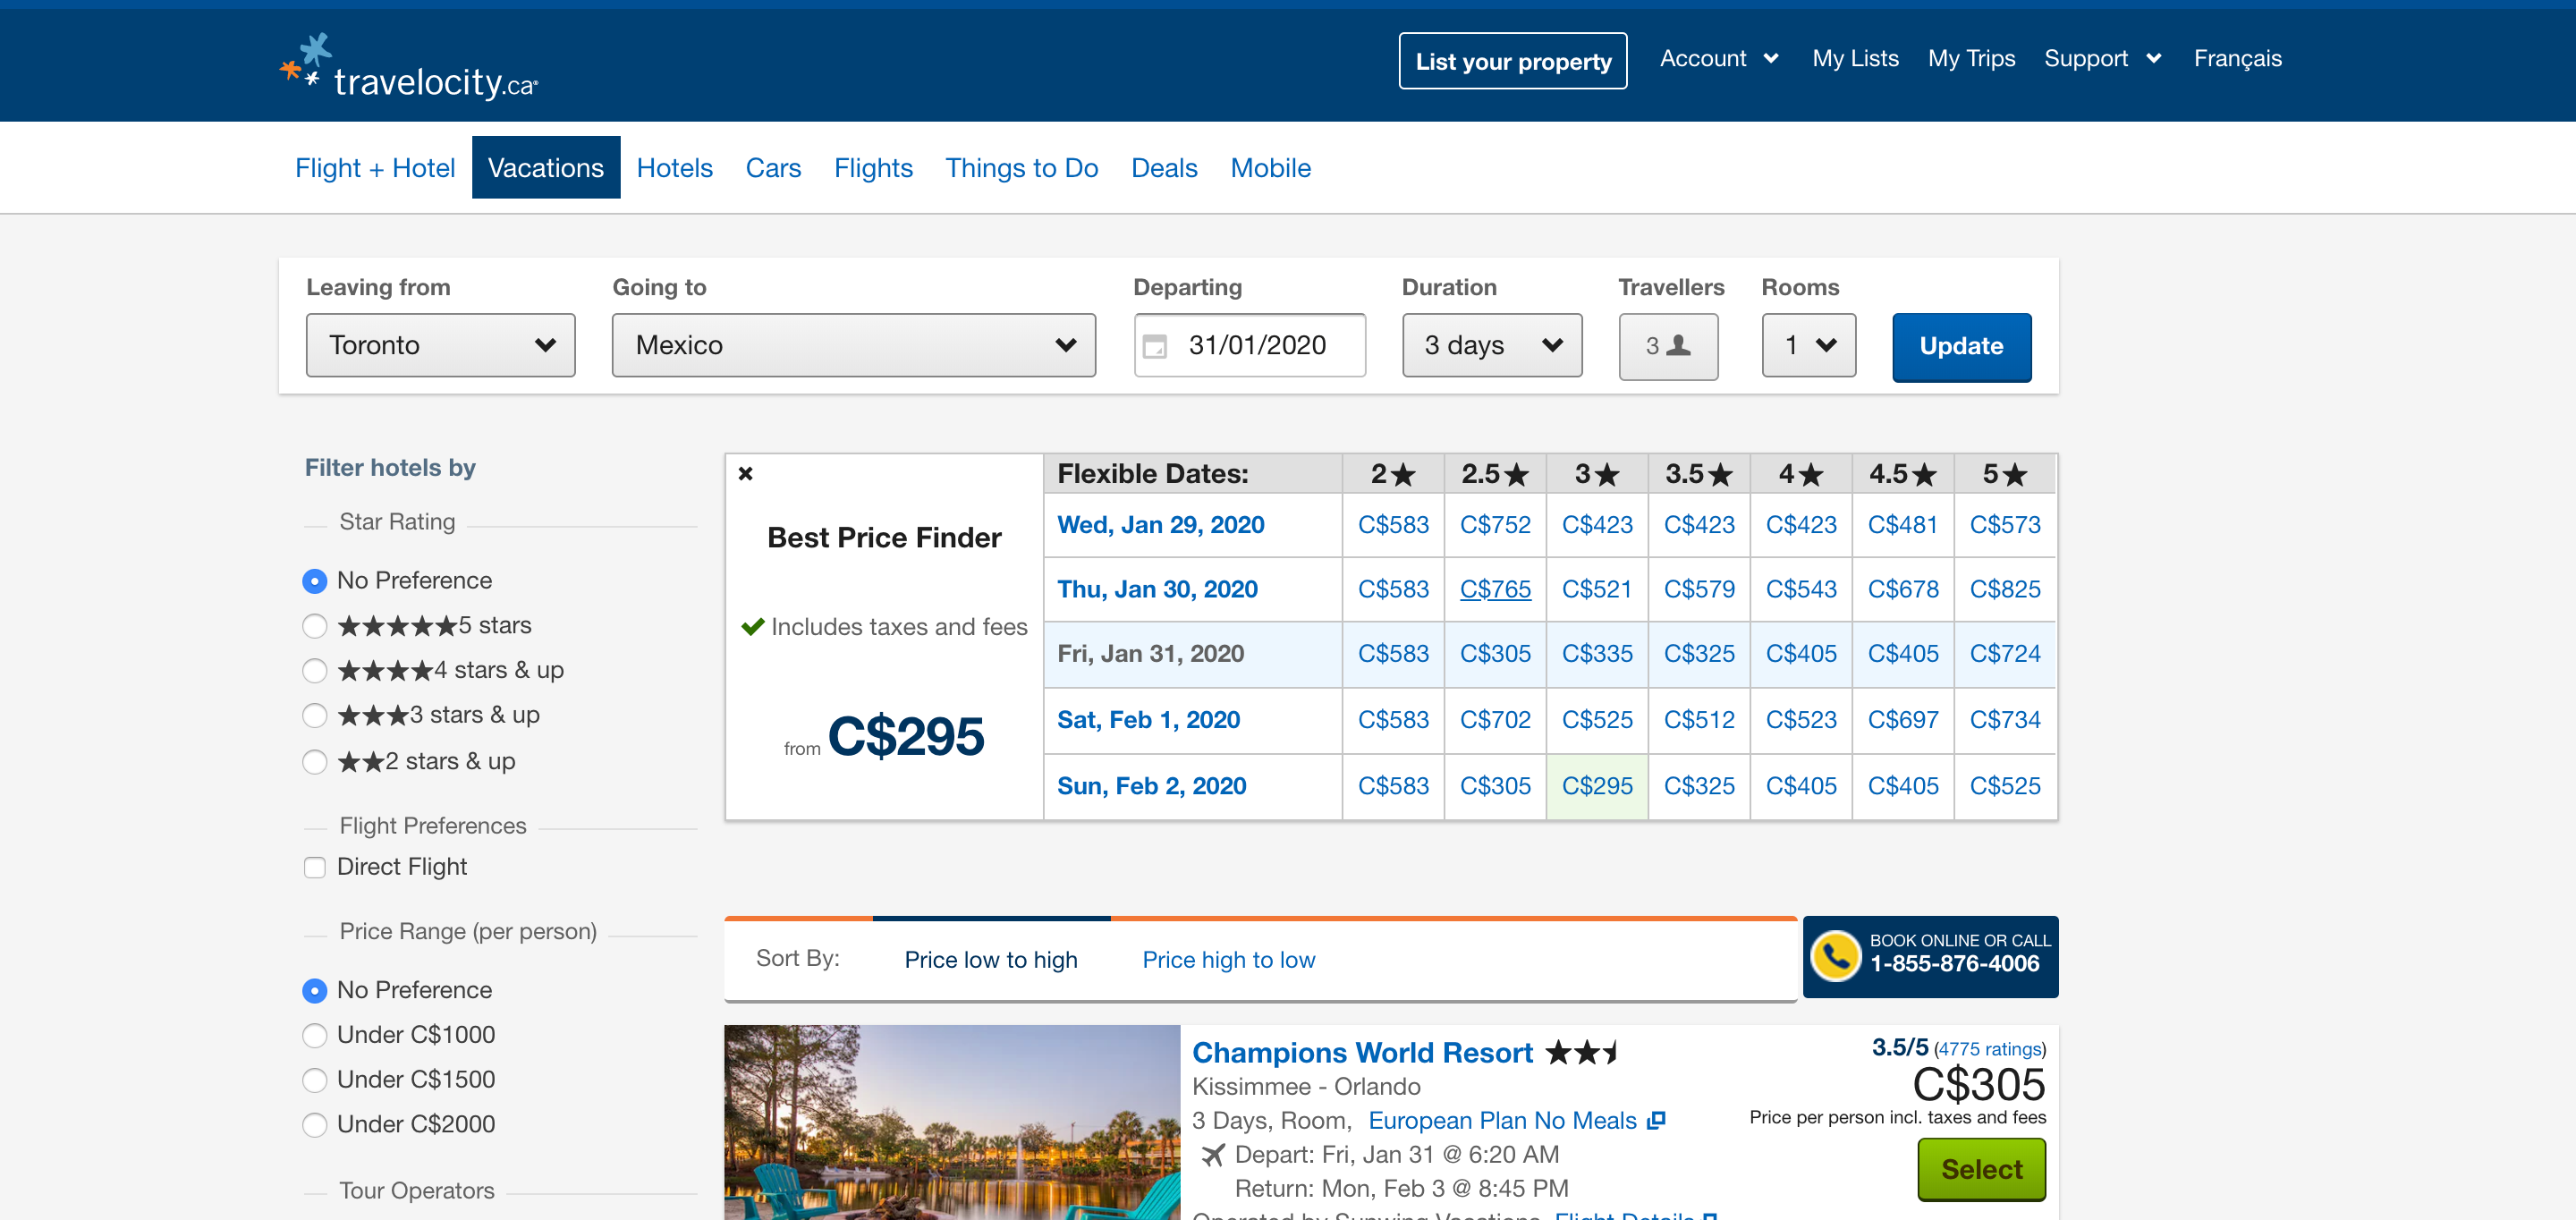 travelocity.ca®
List your property
Account
My Lists
My Trips
Support
Français
Flight + Hotel
Vacations
Hotels
Cars
Flights
Things to Do
Deals
Mobile
Leaving from
Toronto
Going to
Mexico
Departing
31/01/2020
Duration
3 days
Travellers
3
Rooms
1
Update
Filter hotels by
Star Rating
No Preference
★★★★★5 stars
★★★★4 stars & up
★★★3 stars & up
★★2 stars & up
Flight Preferences
Direct Flight
Price Range (per person)
No Preference
Under C$1000
Under C$1500
Under C$2000
Tour Operators
Best Price Finder
Includes taxes and fees
from C$295
Flexible Dates: 2★ 2.5★ 3★ 3.5★ 4★ 4.5★ 5★
Wed, Jan 29, 2020 C$583 C$752 C$423 C$423 C$423 C$481 C$573
Thu, Jan 30, 2020 C$583 C$765 C$521 C$579 C$543 C$678 C$825
Fri, Jan 31, 2020 C$583 C$305 C$335 C$325 C$405 C$405 C$724
Sat, Feb 1, 2020 C$583 C$702 C$525 C$512 C$523 C$697 C$734
Sun, Feb 2, 2020 C$583 C$305 C$295 C$325 C$405 C$405 C$525
Sort By: Price low to high Price high to low
BOOK ONLINE OR CALL
1-855-876-4006
Champions World Resort
Kissimmee - Orlando
3 Days, Room, European Plan No Meals
Depart: Fri, Jan 31 @ 6:20 AM
Return: Mon, Feb 3 @ 8:45 PM
Operated by Sunwing Vacations Flight Details
3.5/5 (4775 ratings)
C$305
Price per person incl. taxes and fees
Select